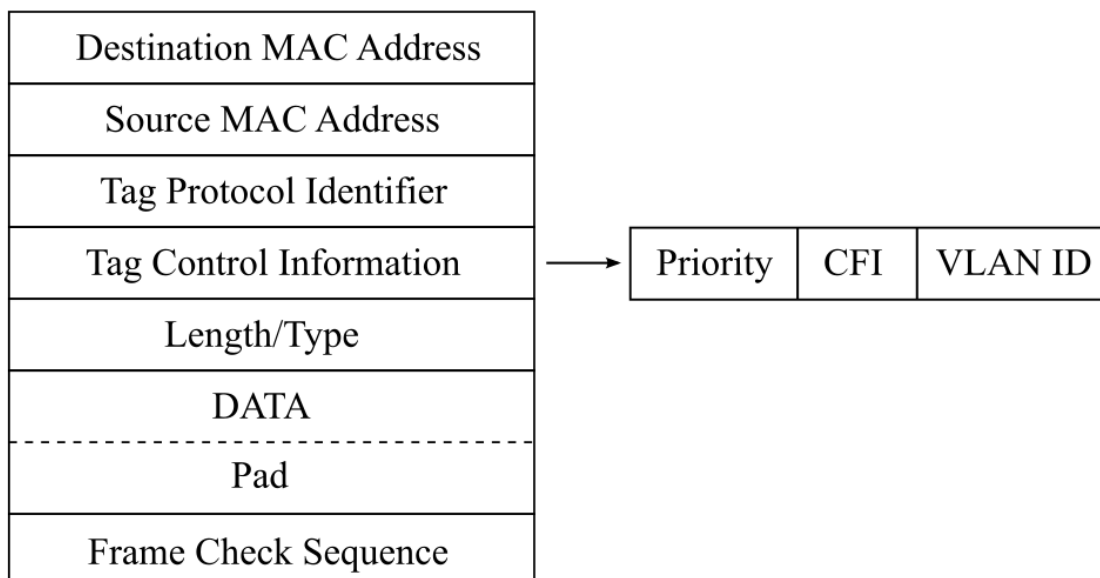 Destination MAC Address
Source MAC Address
Tag Protocol Identifier
Tag Control Information
Priority CFI VLAN ID
Length/Type
DATA
Pad
Frame Check Sequence